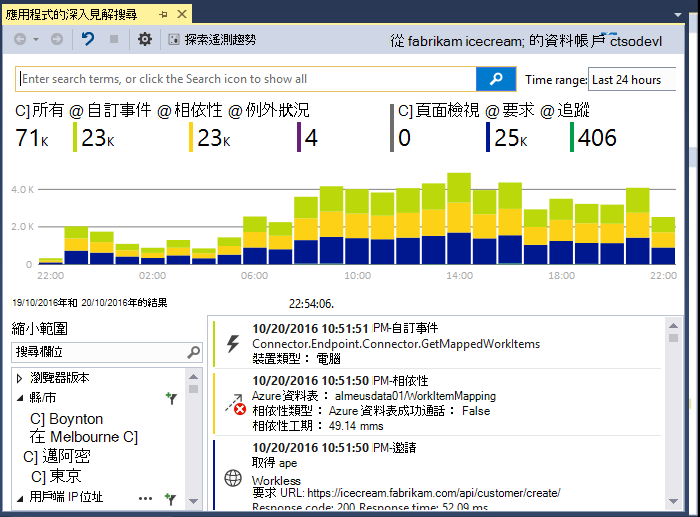 應用程式的深入見解搜尋
探索遙測趨勢
從 fabrikam icecream; 的資料帳戶 ctsodevl
Enter search terms, or click the Search icon to show all
Time range: Last 24 hours
C] 所有 @ 自訂事件 @ 相依性 @ 例外狀況 C] 頁面檢視 @ 要求 @ 追蹤
71K 23K 23K 4 0 25K 406
4.0 K
2.0 K
0
22:00 02:00 06:00 10:00 14:00 18:00 22:00
19/10/2016年和 20/10/2016年的結果 22:54:06.
縮小範圍
搜尋欄位
瀏覽器版本
縣/市
C] Boynton
在 Melbourne C]
C] 邁阿密
C] 東京
用戶端 IP位址
10/20/2016 10:51:51 PM-自訂事件
Connector.Endpoint.Connector.GetMappedWorkItems
裝置類型： 電腦
10/20/2016 10:51:50 PM-相依性
Azure 資料表： almeusdata01/WorkItemMapping
相依性類型： Azure 資料表成功通話： False
相依性工期： 49.14 mms
10/20/2016 10:51:50 PM-邀請
取得 ape
Workless
要求 URL: https://icecream.fabrikam.com/api/customer/create/
Response code: 200 Response time: 52.09 ms